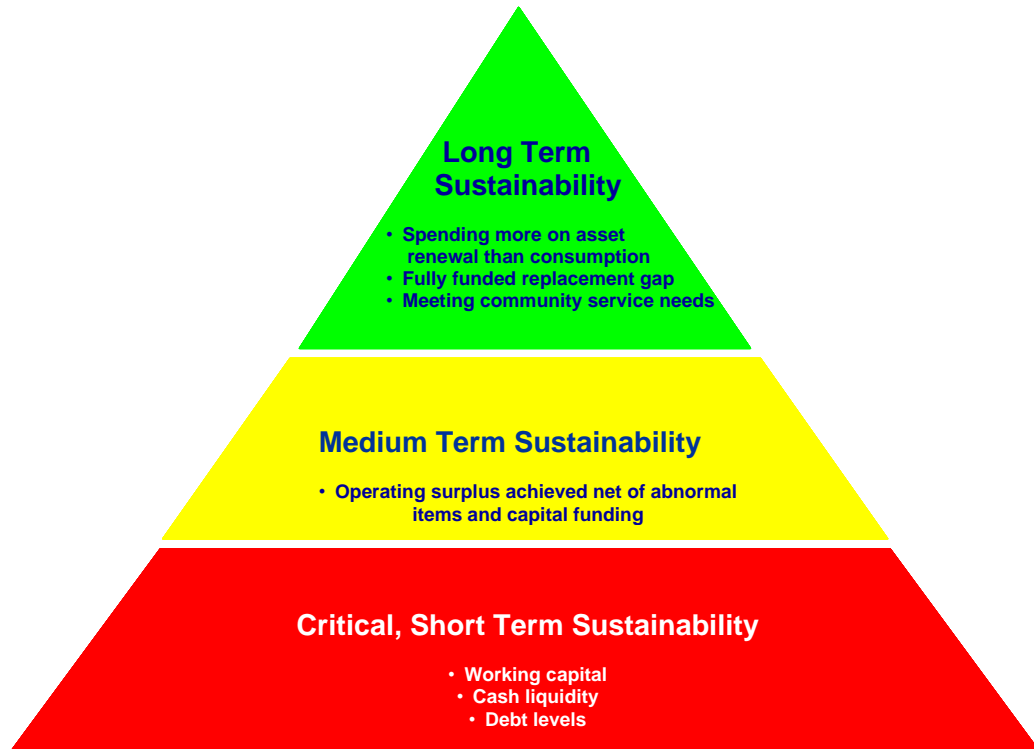 Long Term
Sustainability
• Spending more on asset
renewal than consumption
• Fully funded replacement gap
• Meeting community service needs
Medium Term Sustainability
• Operating surplus achieved net of abnormal
items and capital funding
Critical, Short Term Sustainability
• Working capital
• Cash liquidity
• Debt levels